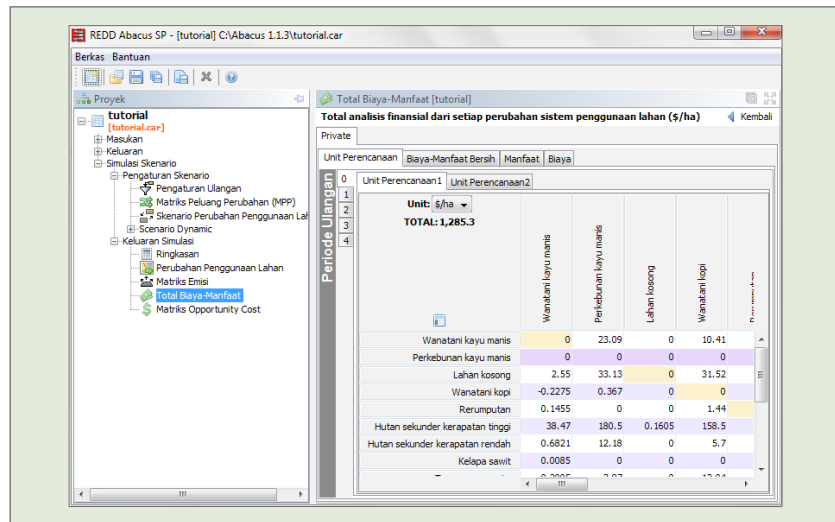 REDD Abacus SP - [tutorial] C:\Abacus 1.1.3\tutorial.car
Berkas Bantuan
Proyek
tutorial
[tutorial.car]
Masukan
Keluaran
Simulasi Skenario
Pengaturan Skenario
Pengaturan Ulangan
Matriks Peluang Perubahan (MPP)
Skenario Perubahan Penggunaan Lah
Scenario Dynamic
Keluaran Simulasi
Ringkasan
Perubahan Penggunaan Lahan
Matriks Emisi
Total Biaya-Manfaat
Matriks Opportunity Cost
Total Biaya-Manfaat [tutorial]
Total analisis finansial dari setiap perubahan sistem penggunaan lahan ($/ha) Kembali
Private
Unit Perencanaan Biaya-Manfaat Bersih Manfaat Biaya
Periode Ulangan
0
1
2
3
4
Unit Perencanaan1 Unit Perencanaan2
Unit: $/ha
TOTAL: 1,285.3
Wanatani kayu manis
Perkebunan kayu manis
Lahan kosong
Wanatani kopi
Wanatani kayu manis 0 23.09 0 10.41
Perkebunan kayu manis 0 0 0 0
Lahan kosong 2.55 33.13 0 31.52
Wanatani kopi -0.2275 0.367 0 0
Rerumputan 0.1455 0 0 1.44
Hutan sekunder kerapatan tinggi 38.47 180.5 0.1605 158.5
Hutan sekunder kerapatan rendah 0.6821 12.18 0 5.7
Kelapa sawit 0.0085 0 0 0